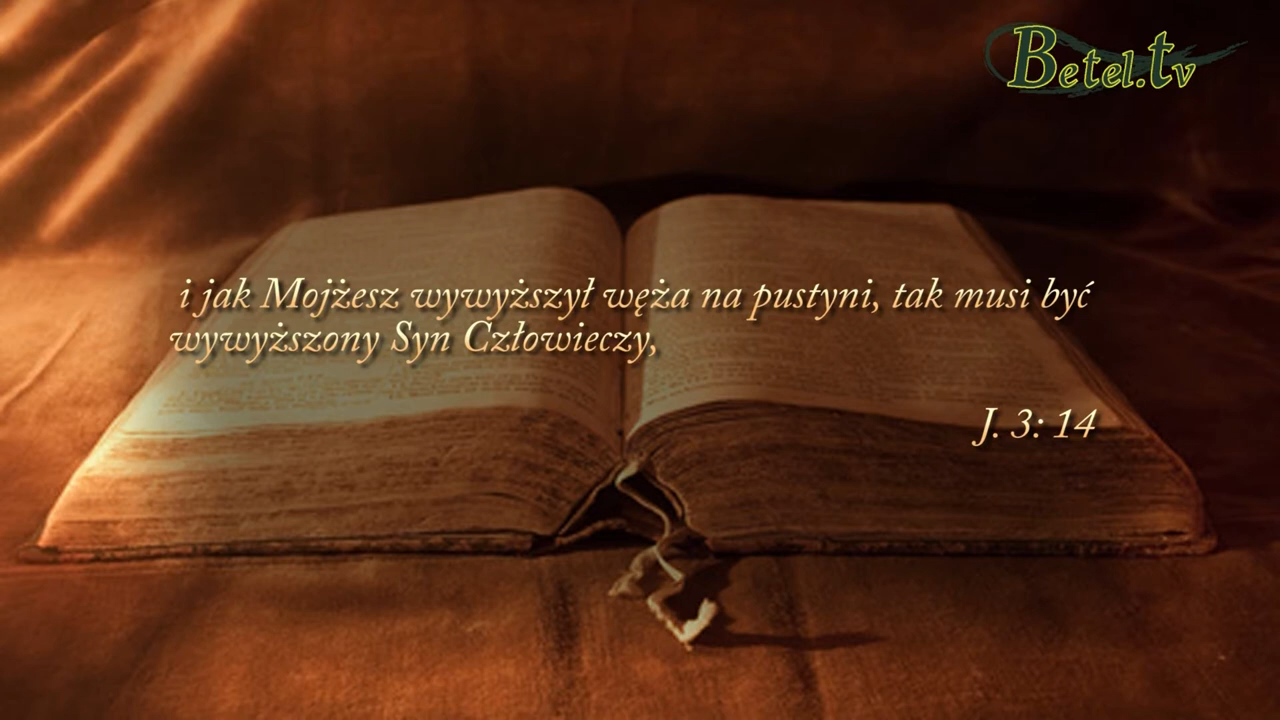 Betel.tv
i jak Mojżesz wywyższył węża na pustyni, tak musi być
wywyższony Syn Człowieczy,
J. 3: 14